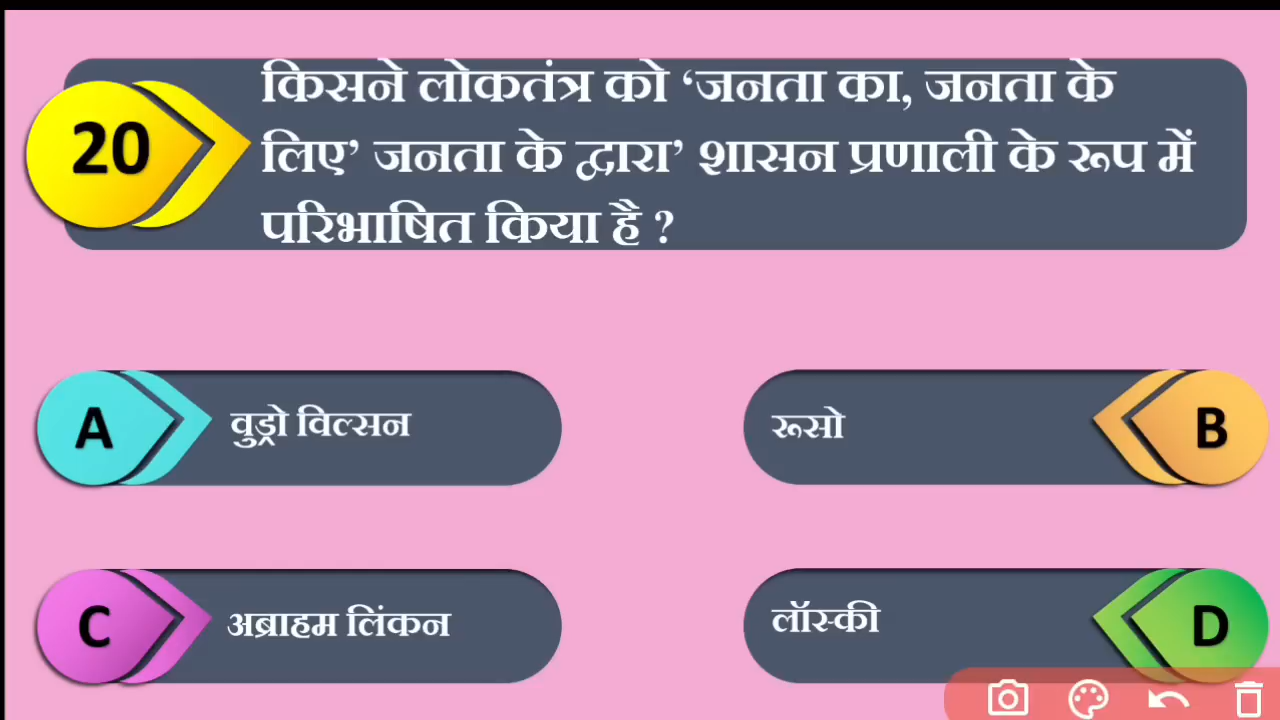 20
किसने लोकतंत्र को ‘जनता का, जनता के
लिए’ जनता के द्वारा’ शासन प्रणाली के रूप में
परिभाषित किया है ?
A वुड्रो विल्सन
रूसो B
C अब्राहम लिंकन
लॉस्की D